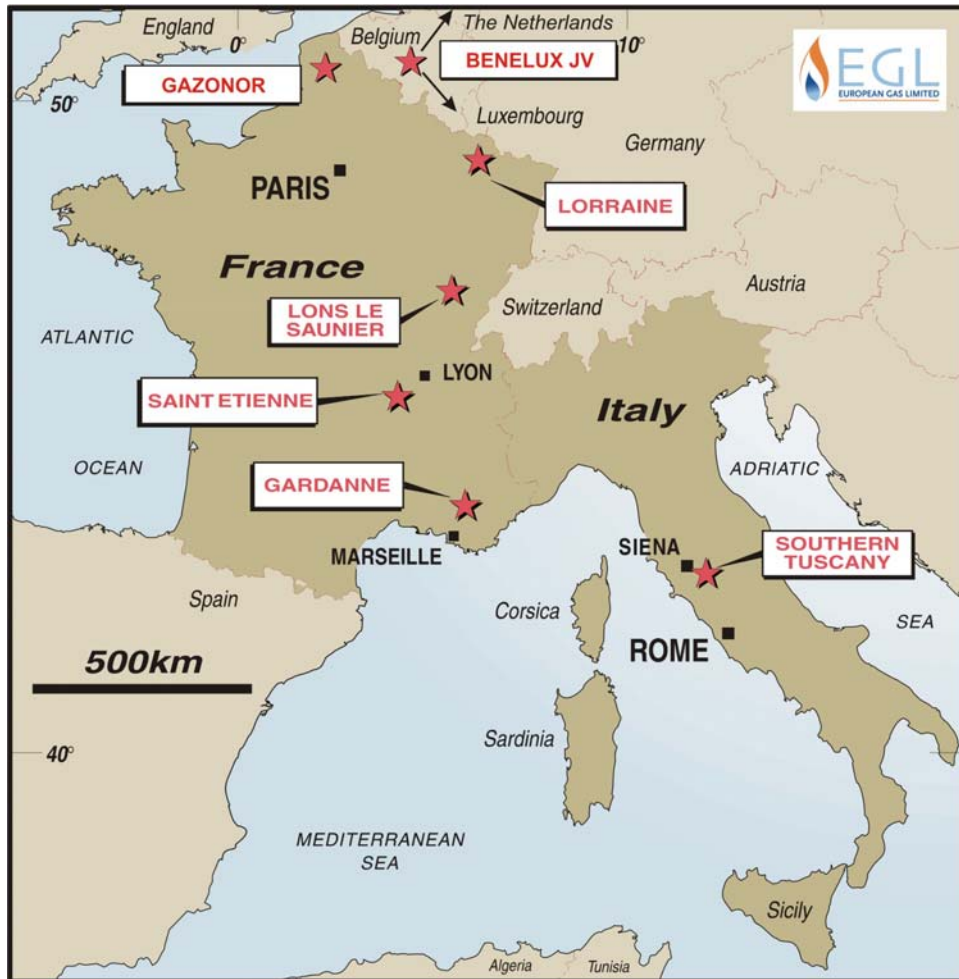 England
0°
The Netherlands
10°
Belgium
GAZONOR
BENELUX JV
EGL
EUROPEAN GAS LIMITED
50°
Luxembourg
Germany
PARIS
LORRAINE
France
Austria
LONS LE
SAUNIER
Switzerland
ATLANTIC
LYON
SAINT ETIENNE
Italy
OCEAN
ADRIATIC
GARDANNE
MARSEILLE
SIENA
SOUTHERN
TUSCANY
Spain
Corsica
SEA
ROME
500km
Sardinia
40°
MEDITERRANEAN
SEA
Sicily
Algeria
Tunisia